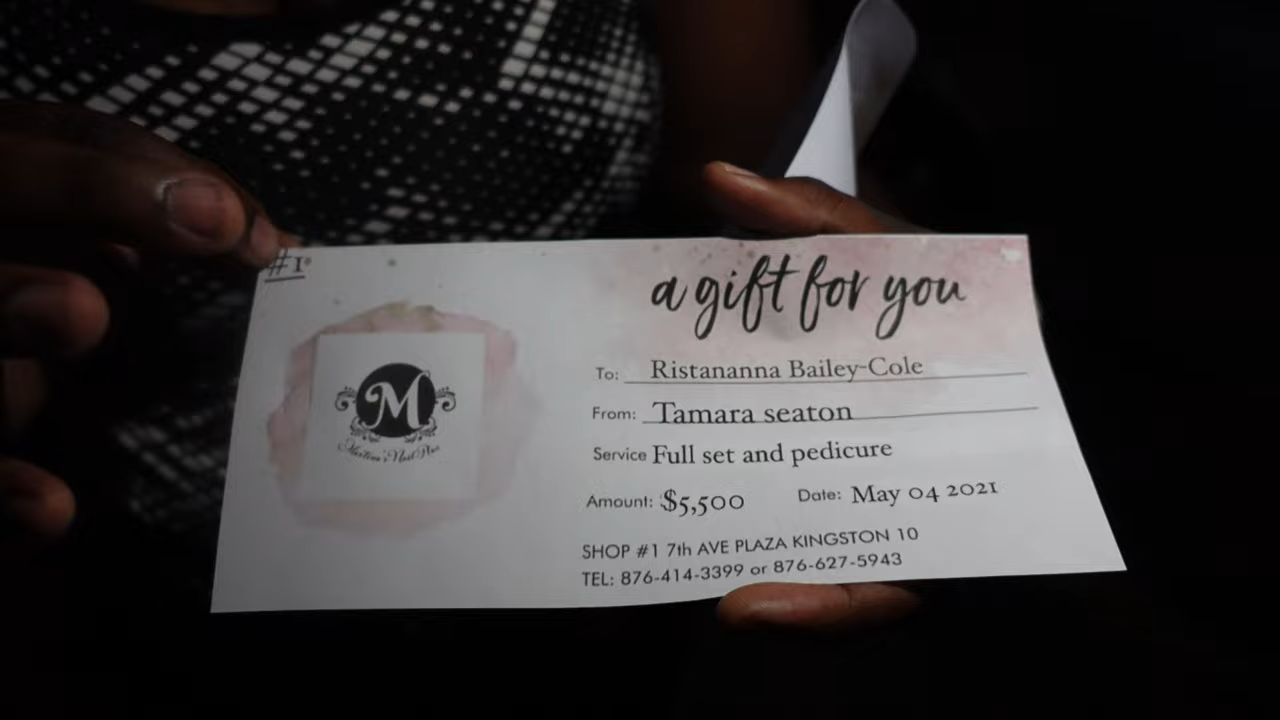 #1
a gift for you
To: Ristananna Bailey-Cole
From: Tamara seaton
Service Full set and pedicure
Amount: $5,500 Date: May 04 2021
SHOP #1 7th AVE PLAZA KINGSTON 10
TEL: 876-414-3399 or 876-627-5943
M